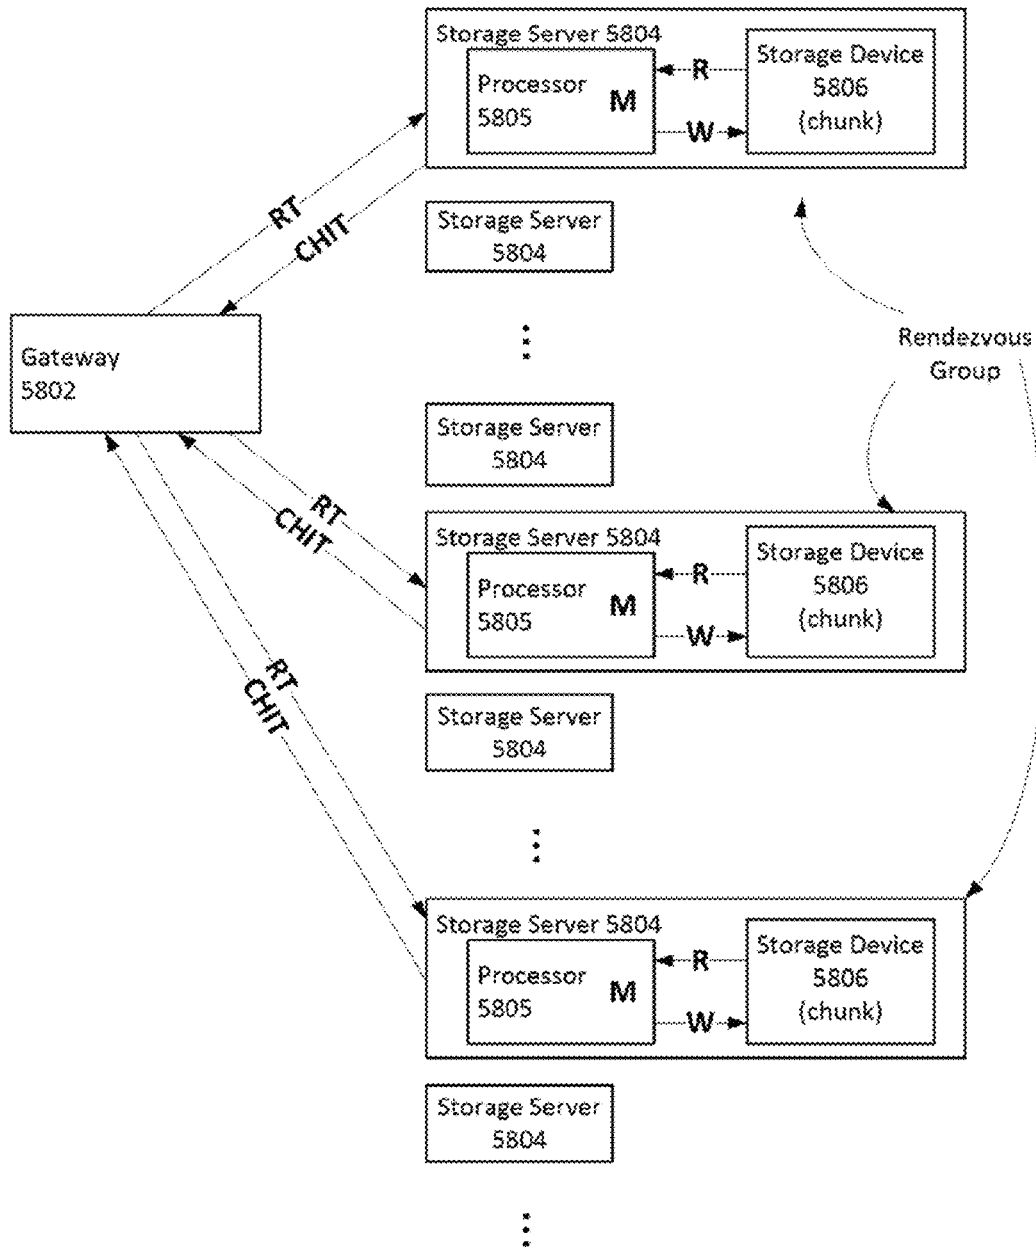 Storage Server 5804
Processor
5805
M
R
W
Storage Device
5806
(chunk)
RT
CHIT
Storage Server
5804
Gateway
5802
Rendezvous
Group
Storage Server
5804
RT
CHIT
Storage Server 5804
Processor
5805
M
R
W
Storage Device
5806
(chunk)
RT
CHIT
Storage Server
5804
Storage Server 5804
Processor
5805
M
R
W
Storage Device
5806
(chunk)
Storage Server
5804